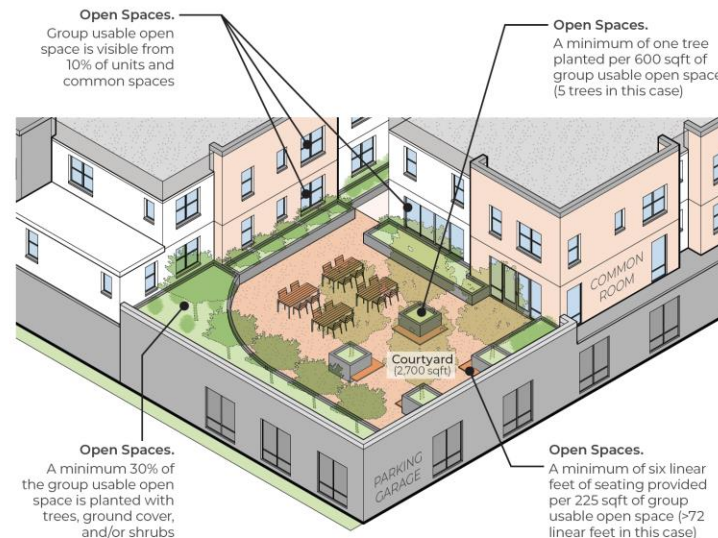 Open Spaces.
Group usable open
space is visible from
10% of units and
common spaces
Open Spaces.
A minimum of one tree
planted per 600 sqft of
group usable open space
(5 trees in this case)
COMMON
ROOM
Courtyard
(2,700 sqft)
PARKING
GARAGE
Open Spaces.
A minimum 30% of
the group usable open
space is planted with
trees, ground cover,
and/or shrubs
Open Spaces.
A minimum of six linear
feet of seating provided
per 225 sqft of group
usable open space (>72
linear feet in this case)